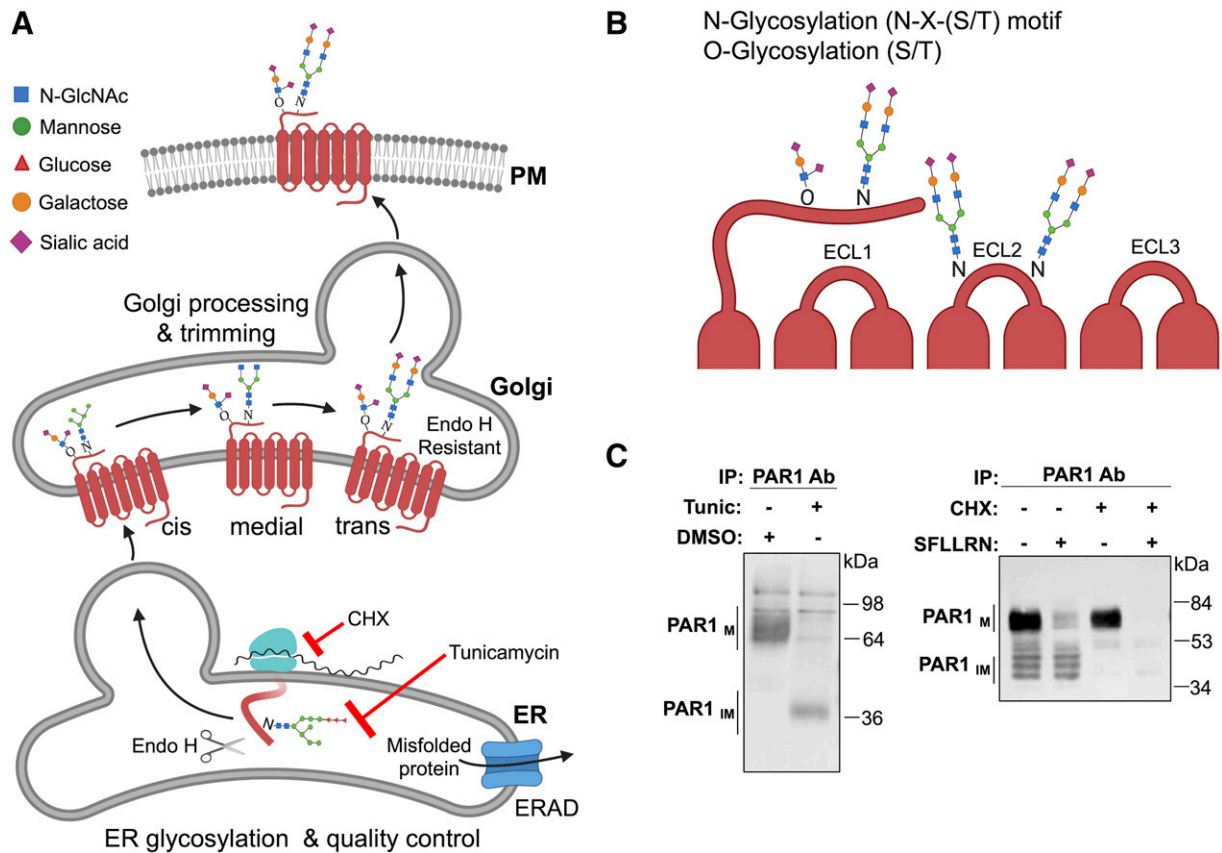 A
N-GlcNAc
Mannose
Glucose
Galactose
Sialic acid
O
N
PM
Golgi processing
& trimming
Golgi
O
N
O
N
O
N
Endo H
Resistant
cis
medial
trans
CHX
Tunicamycin
ER
N
Endo H
Misfolded
protein
ERAD
ER glycosylation & quality control
B
N-Glycosylation (N-X-(S/T) motif
O-Glycosylation (S/T)
O
N
ECL1
N
ECL2
N
ECL3
C
IP: PAR1 Ab
Tunic: - +
DMSO: + -
kDa
PAR1 M
98
64
PAR1 IM
36
IP: PAR1 Ab
CHX: - - + +
SFLLRN: - + - +
kDa
PAR1 M
84
53
PAR1 IM
34